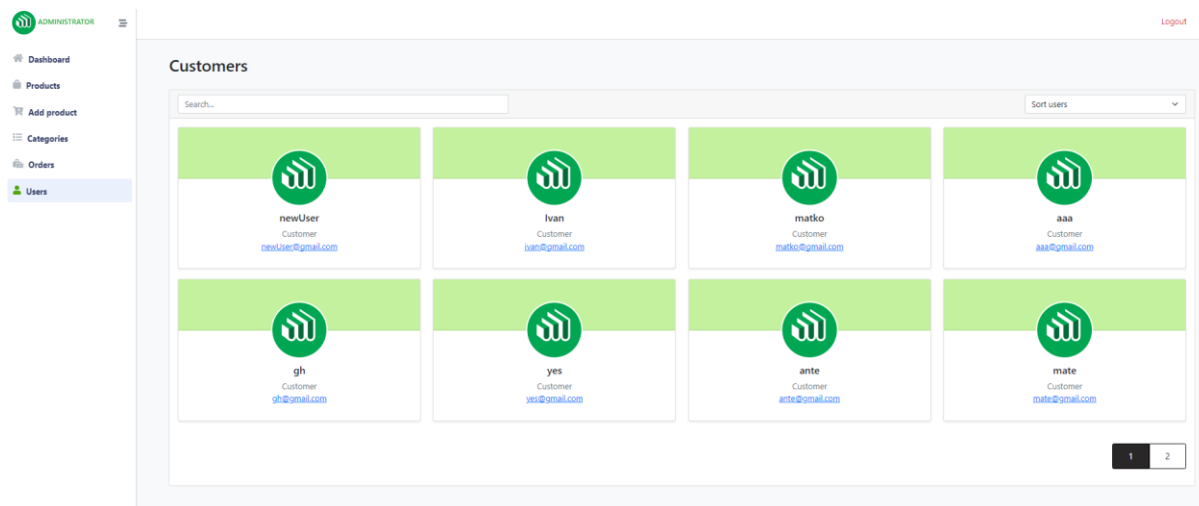 ADMINISTRATOR
Logout
Dashboard
Products
Add product
Categories
Orders
Users
Customers
Search...
Sort users
newUser
Customer
newUser@gmail.com
Ivan
Customer
ivan@gmail.com
matko
Customer
matko@gmail.com
aaa
Customer
aaa@gmail.com
gh
Customer
gh@gmail.com
yes
Customer
yes@gmail.com
ante
Customer
ante@gmail.com
mate
Customer
mate@gmail.com
1 2